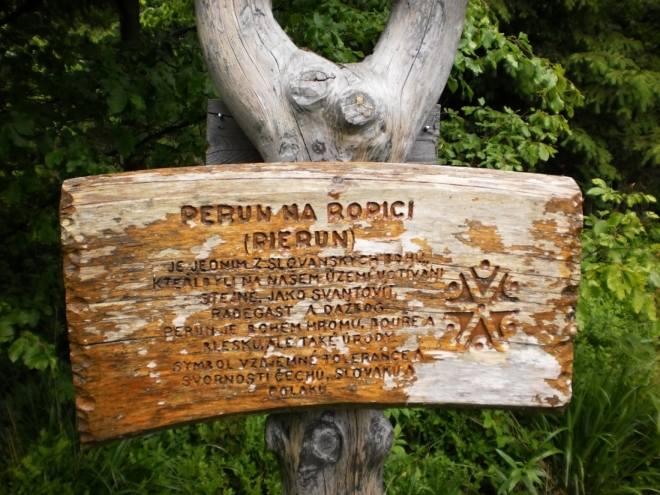 PERUN NA ROPICI
(PIERUN)
JE JEDNIM Z SLOVANSKÝCH BOHŮ,
KTEŘÍ BYLI NA NAŠEM ÚZEMÍ UCTÍVÁNI
STEJNĚ, JAKO SVANTOVÍT,
RADEGAST A DAŽBOG.
PERUN JE BOHEM HROMU, BOUŘE A
BLESKU, ALE TAKÉ ÚRODY.
SYMBOL VZÁJEMNÉ TOLERANCE A
SVORNOSTI ČECHŮ, SLOVÁKŮ A
POLÁKŮ